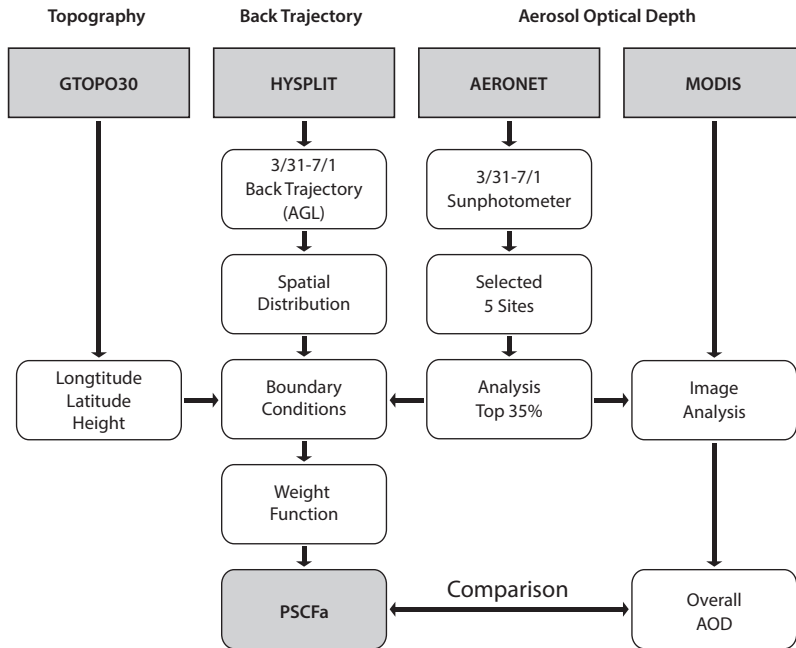 Topography
Back Trajectory
Aerosol Optical Depth
GTOPO30
HYSPLIT
AERONET
MODIS
3/31-7/1
Back Trajectory
(AGL)
3/31-7/1
Sunphotometer
Spatial
Distribution
Selected
5 Sites
Longtitude
Latitude
Height
Boundary
Conditions
Analysis
Top 35%
Image
Analysis
Weight
Function
PSCFa
Comparison
Overall
AOD